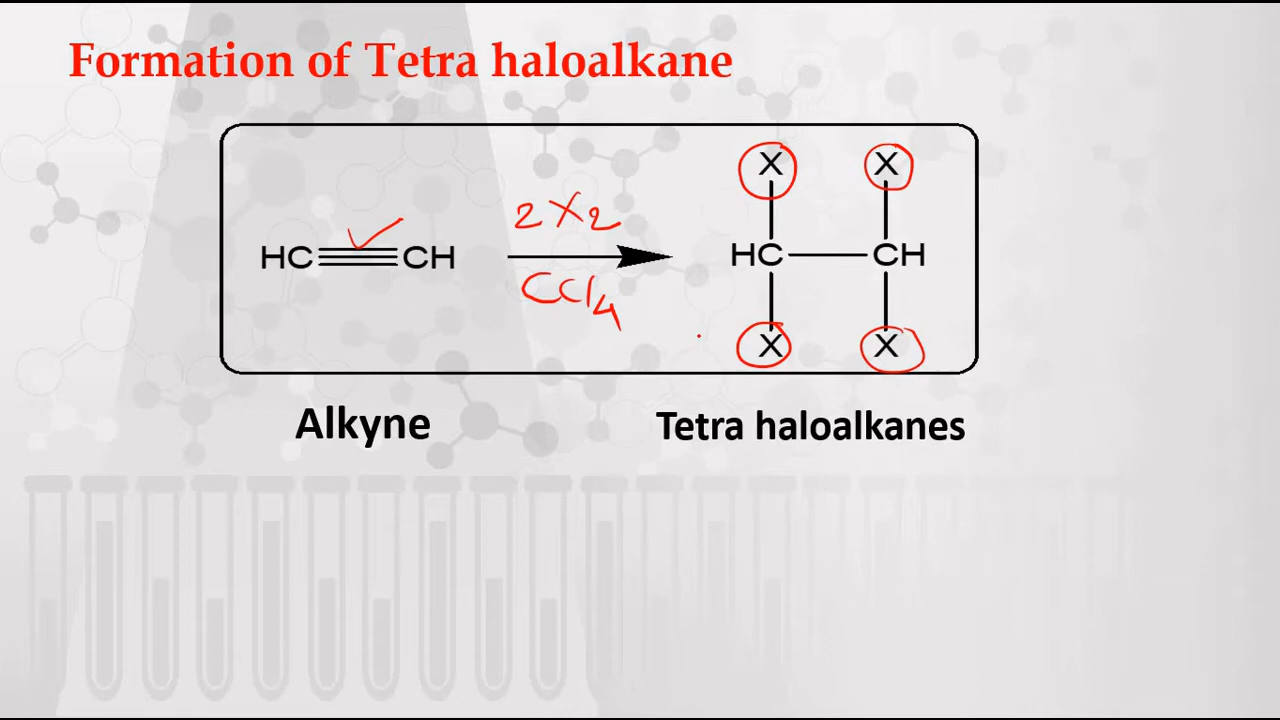 Formation of Tetra haloalkane
X X
2X2
HC CH HC CH
CCl4
X X
Alkyne Tetra haloalkanes